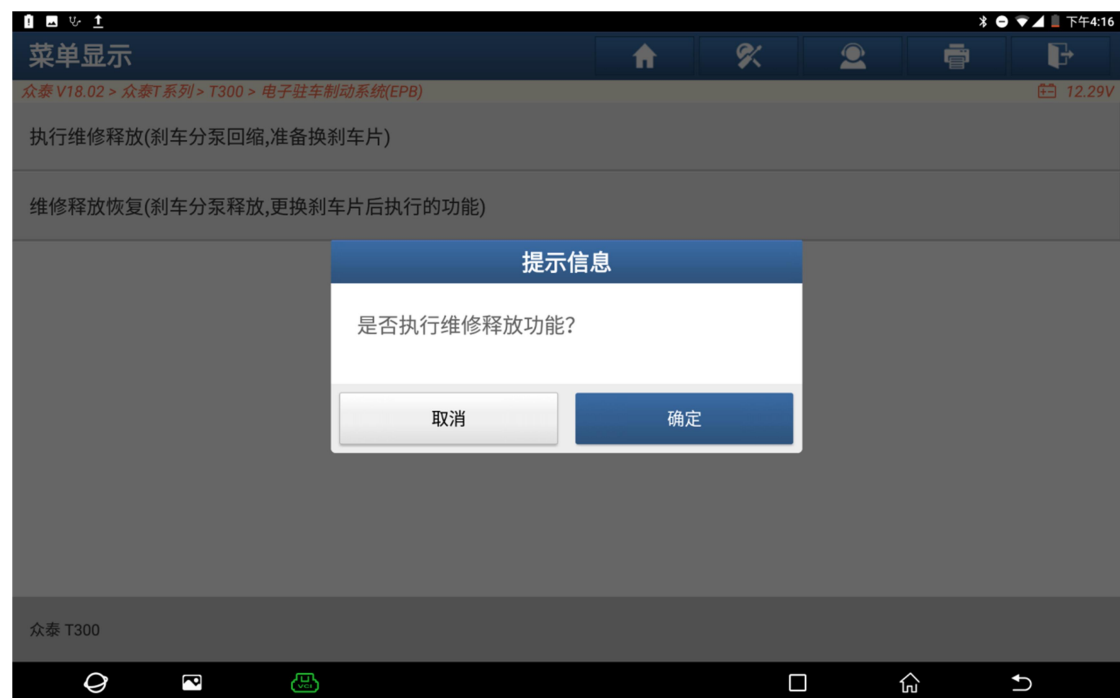 下午4:16
菜单显示
众泰 V18.02 > 众泰T系列 > T300 > 电子驻车制动系统(EPB)
12.29V
执行维修释放(刹车分泵回缩,准备换刹车片)
维修释放恢复(刹车分泵释放,更换刹车片后执行的功能)
提示信息
是否执行维修释放功能?
取消
确定
众泰 T300
VCI